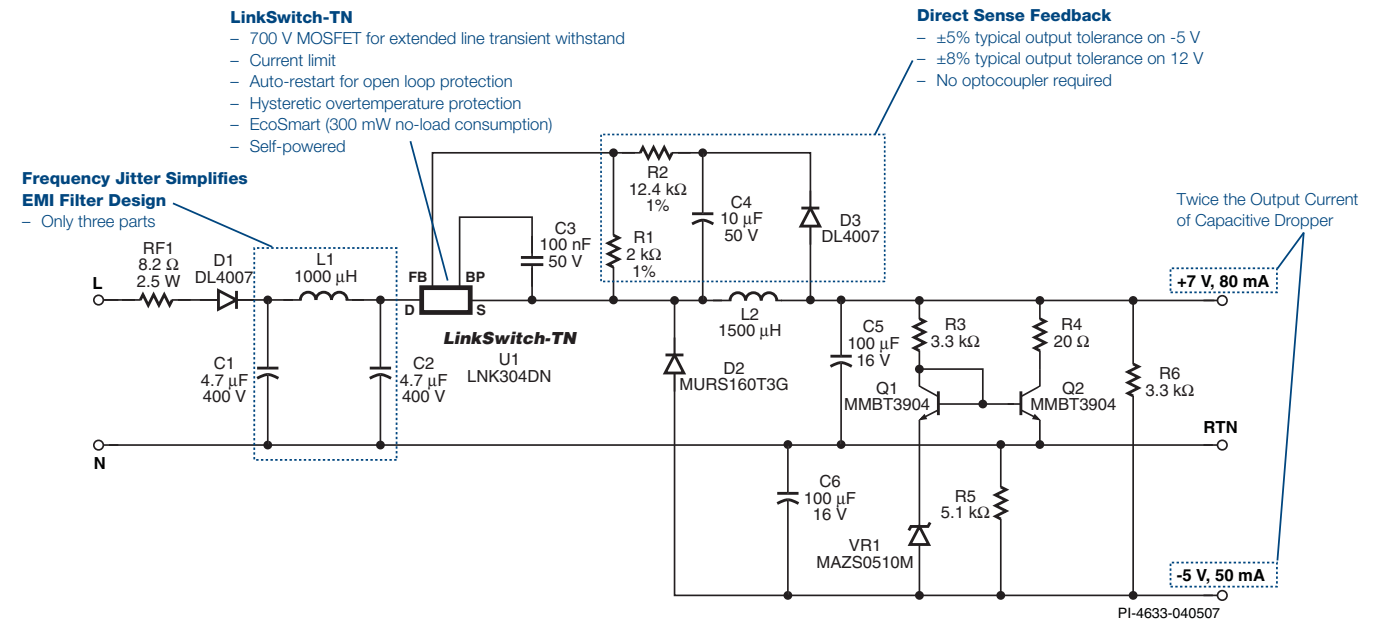 LinkSwitch-TN
– 700 V MOSFET for extended line transient withstand
– Current limit
– Auto-restart for open loop protection
– Hysteretic overtemperature protection
– EcoSmart (300 mW no-load consumption)
– Self-powered
Direct Sense Feedback
– ±5% typical output tolerance on -5 V
– ±8% typical output tolerance on 12 V
– No optocoupler required
Frequency Jitter Simplifies
EMI Filter Design
– Only three parts
Twice the Output Current
of Capacitive Dropper
L
RF1
8.2 Ω
2.5 W
D1
DL4007
L1
1000 µH
C1
4.7 µF
400 V
C2
4.7 µF
400 V
FB
BP
D
S
LinkSwitch-TN
U1
LNK304DN
C3
100 nF
50 V
R1
2 kΩ
1%
R2
12.4 kΩ
1%
C4
10 µF
50 V
D3
DL4007
D2
MURS160T3G
L2
1500 µH
C5
100 µF
16 V
R3
3.3 kΩ
R4
20 Ω
Q1
MMBT3904
Q2
MMBT3904
R6
3.3 kΩ
+7 V, 80 mA
N
RTN
C6
100 µF
16 V
VR1
MAZS0510M
R5
5.1 kΩ
-5 V, 50 mA
PI-4633-040507